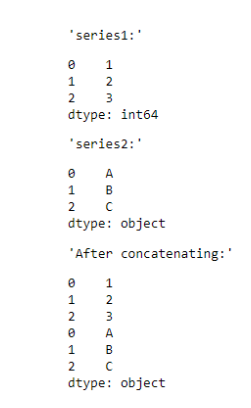 'series1:'
0    1
1    2
2    3
dtype: int64
'series2:'
0    A
1    B
2    C
dtype: object
'After concatenating:'
0    1
1    2
2    3
0    A
1    B
2    C
dtype: object